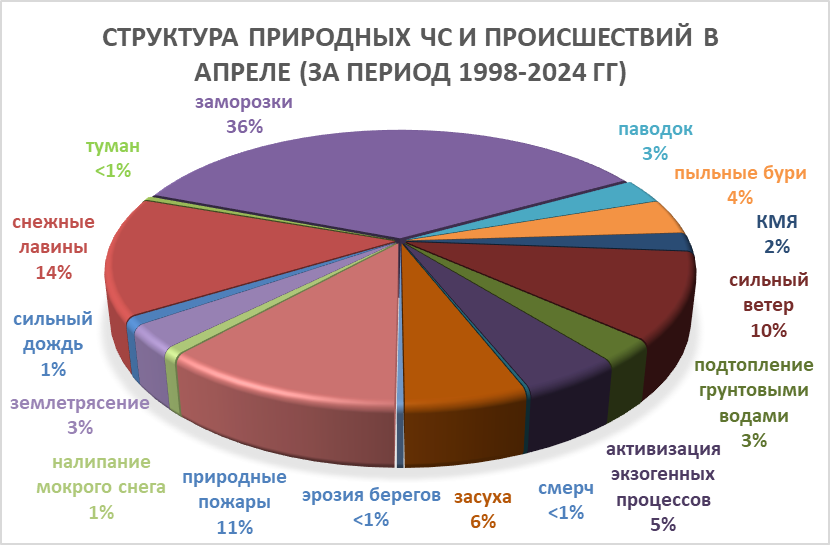 СТРУКТУРА ПРИРОДНЫХ ЧС И ПРОИСШЕСТВИЙ В
АПРЕЛЕ (ЗА ПЕРИОД 1998-2024 ГГ)
заморозки
36%
паводок
3%
пыльные бури
4%
КМЯ
2%
сильный
ветер
10%
подтопление
грунтовыми
водами
3%
активизация
экзогенных
процессов
5%
смерч
<1%
засуха
6%
эрозия берегов
<1%
природные
пожары
11%
налипание
мокрого снега
1%
землетрясение
3%
сильный
дождь
1%
снежные
лавины
14%
туман
<1%